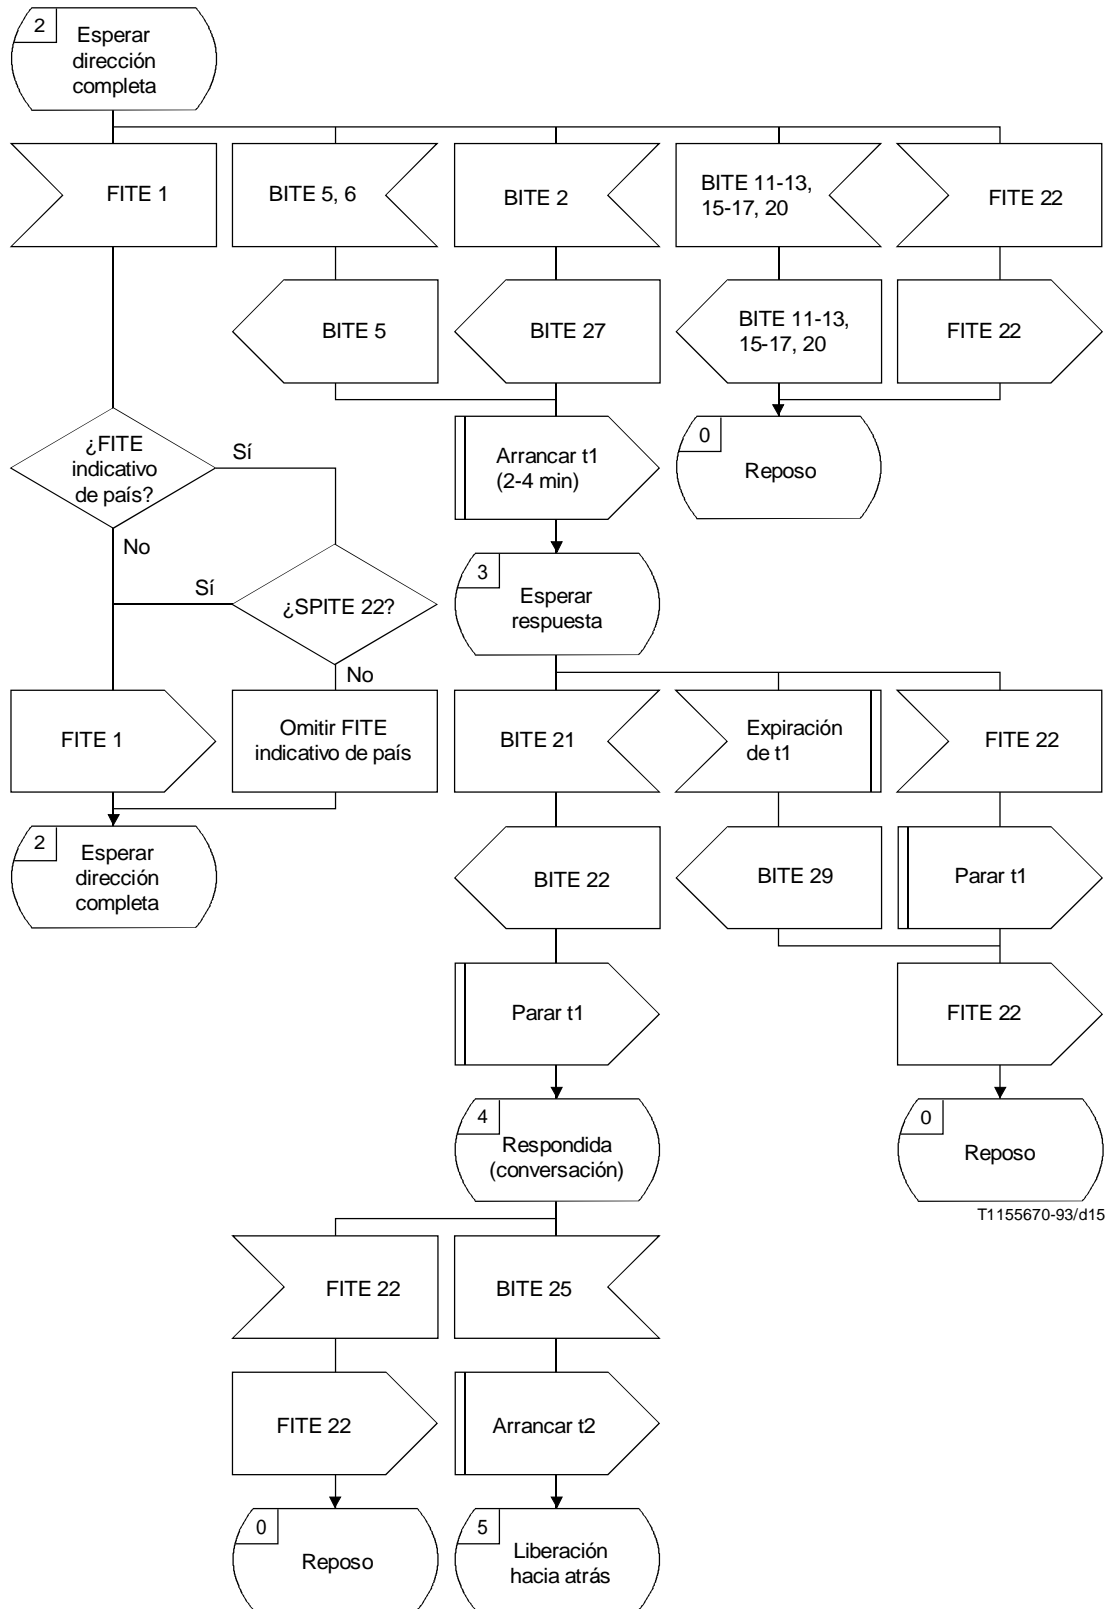 2
Esperar
dirección
completa
FITE 1
BITE 5, 6
BITE 2
BITE 11-13,
15-17, 20
FITE 22
BITE 5
BITE 27
BITE 11-13,
15-17, 20
FITE 22
¿FITE
indicativo
de país?
Sí
No
Arrancar t1
(2-4 min)
0
Reposo
Sí
¿SPITE 22?
No
3
Esperar
respuesta
FITE 1
Omitir FITE
indicativo de país
BITE 21
Expiración
de t1
FITE 22
2
Esperar
dirección
completa
BITE 22
BITE 29
Parar t1
Parar t1
FITE 22
4
Respondida
(conversación)
0
Reposo
T1155670-93/d15
FITE 22
BITE 25
FITE 22
Arrancar t2
0
Reposo
5
Liberación
hacia atrás